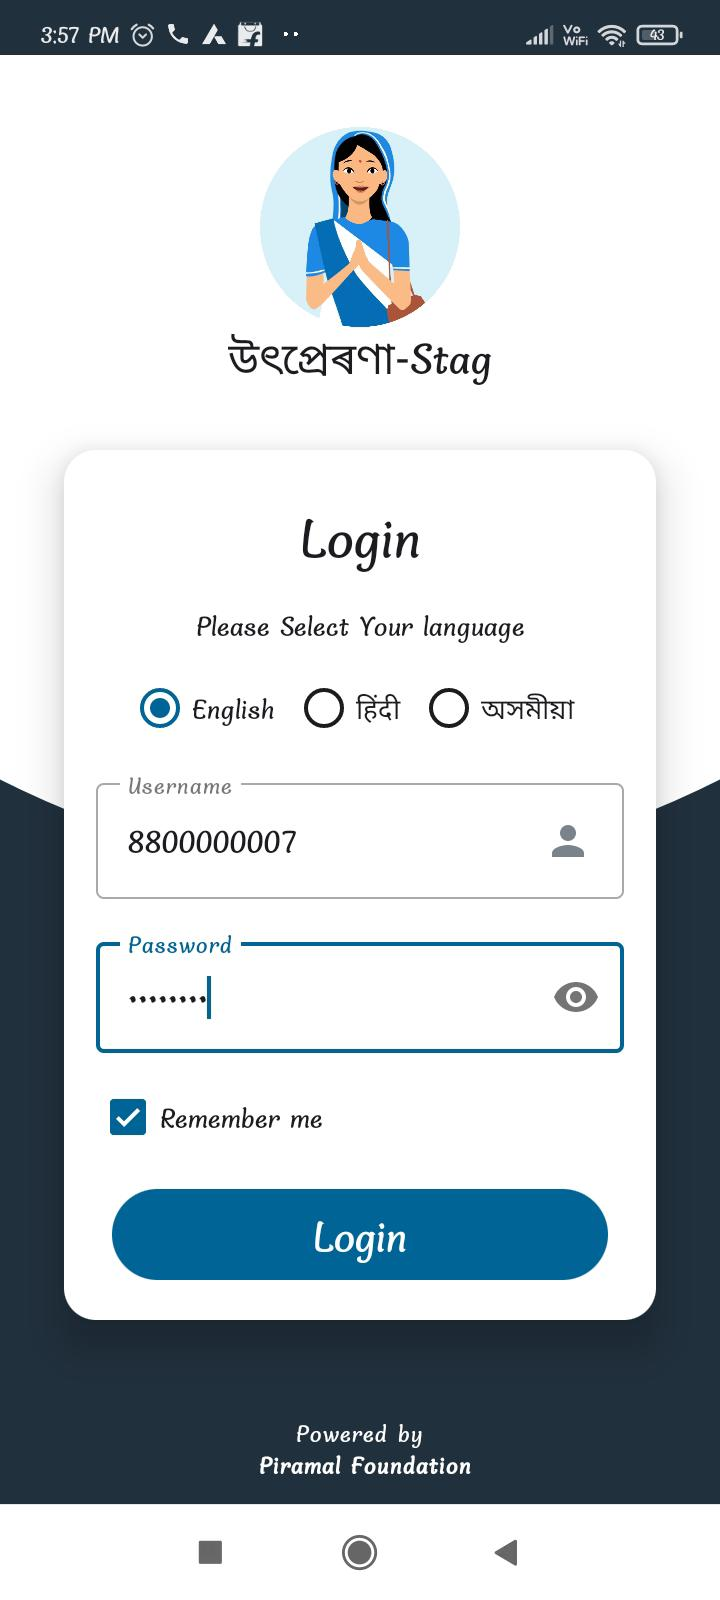 3:57 PM
Vo
WiFi
43
উৎপ্ৰেৰণা-Stag
Login
Please Select Your language
English हिंदी অসমীয়া
Username
8800000007
Password
••••••••
Remember me
Login
Powered by
Piramal Foundation